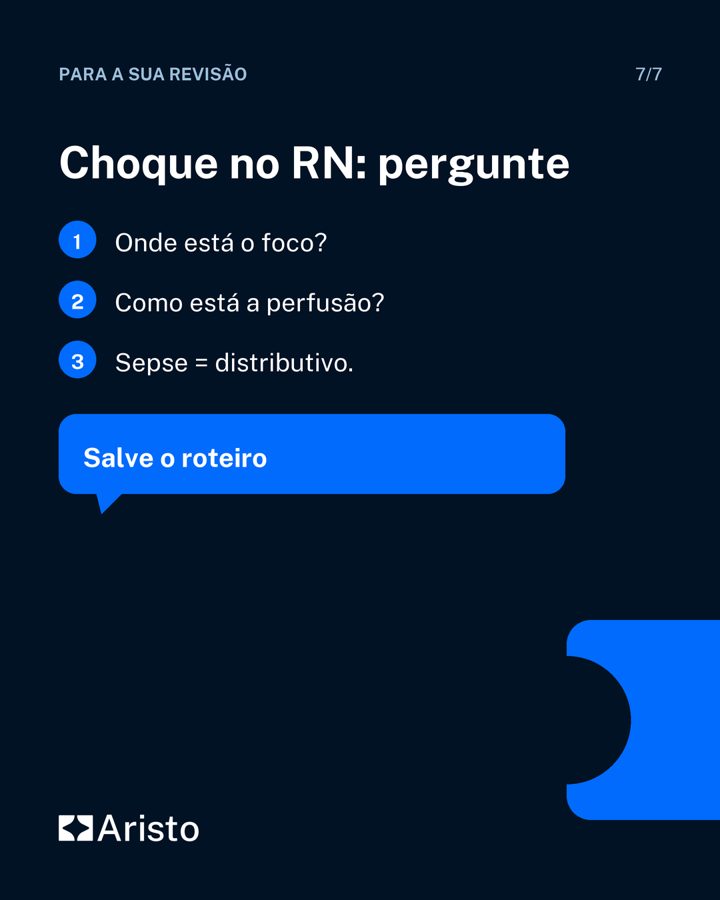 PARA A SUA REVISÃO
7/7
Choque no RN: pergunte
1 Onde está o foco?
2 Como está a perfusão?
3 Sepse = distributivo.
Salve o roteiro
Aristo